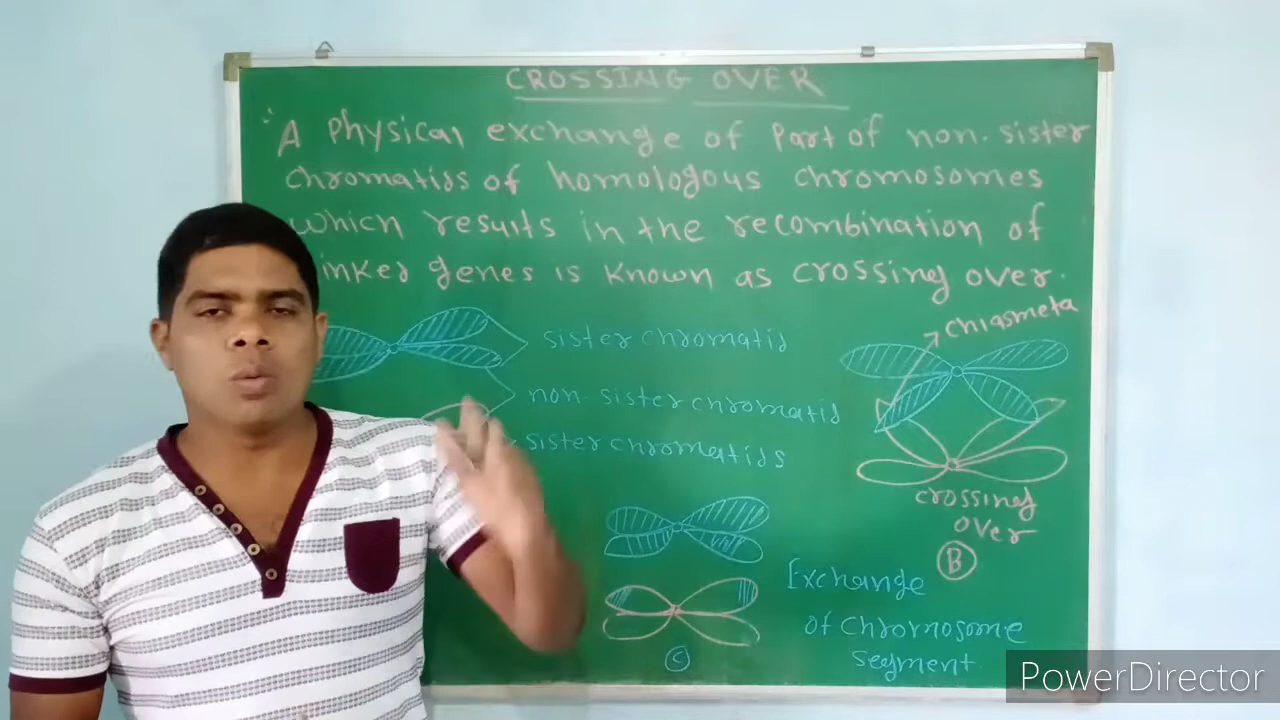 CROSSING OVER
∴ A Physical exchange of Part of non-sister
chromatids of homologous chromosomes
which results in the recombination of
inked genes is known as crossing over.
chiasmeta
sister chromatid
non-sister chromatid
sister chromatids
crossing
over
B
Exchange
of chromosome
segment.
C
PowerDirector